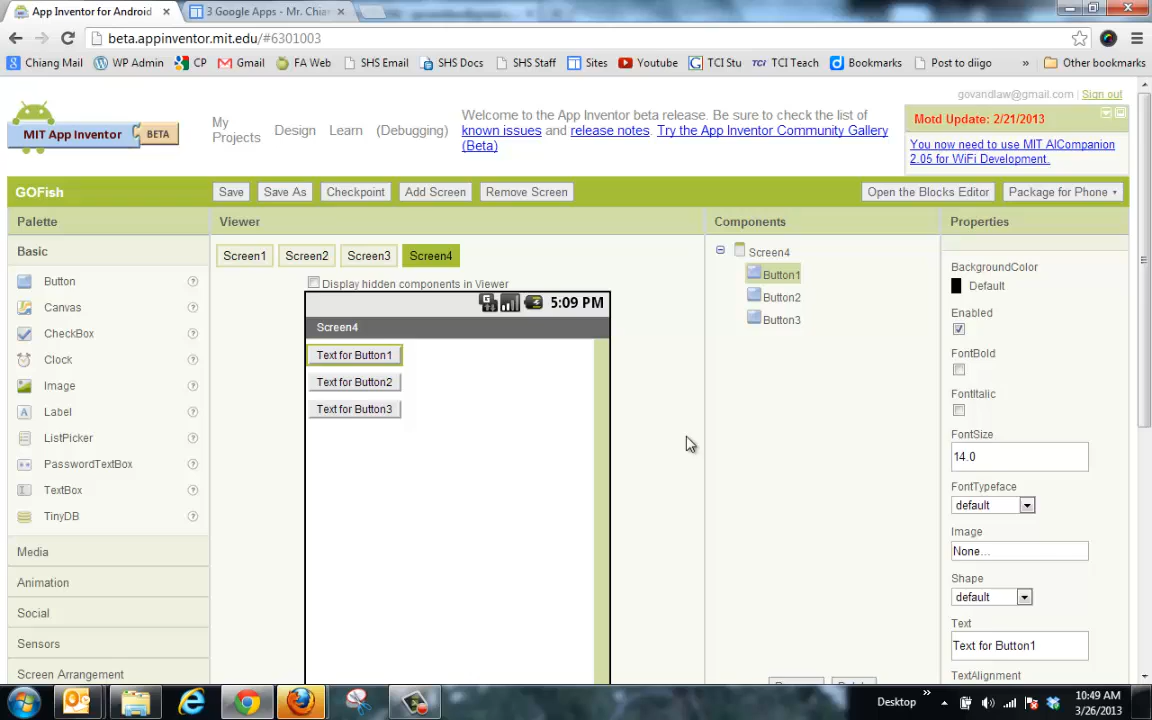 App Inventor for Android
3 Google Apps - Mr. Chia
beta.appinventor.mit.edu/#6301003
Chiang Mail
WP Admin
CP
Gmail
FA Web
SHS Email
SHS Docs
SHS Staff
Sites
Youtube
TCI Stu
TCI Teach
Bookmarks
Post to diigo
»
Other bookmarks
govandlaw@gmail.com | Sign out
MIT App Inventor
BETA
My Projects
Design
Learn
(Debugging)
Welcome to the App Inventor beta release. Be sure to check the list of
known issues and release notes. Try the App Inventor Community Gallery
(Beta)
Motd Update: 2/21/2013
You now need to use MIT AICompanion
2.05 for WiFi Development.
GOFish
Save
Save As
Checkpoint
Add Screen
Remove Screen
Open the Blocks Editor
Package for Phone
Palette
Viewer
Components
Properties
Basic
Button
Canvas
CheckBox
Clock
Image
Label
ListPicker
PasswordTextBox
TextBox
TinyDB
Media
Animation
Social
Sensors
Screen Arrangement
Screen1
Screen2
Screen3
Screen4
Display hidden components in Viewer
5:09 PM
Screen4
Text for Button1
Text for Button2
Text for Button3
Screen4
Button1
Button2
Button3
BackgroundColor
Default
Enabled
FontBold
FontItalic
FontSize
14.0
FontTypeface
default
Image
None...
Shape
default
Text
Text for Button1
TextAlignment
Desktop
»
10:49 AM
3/26/2013